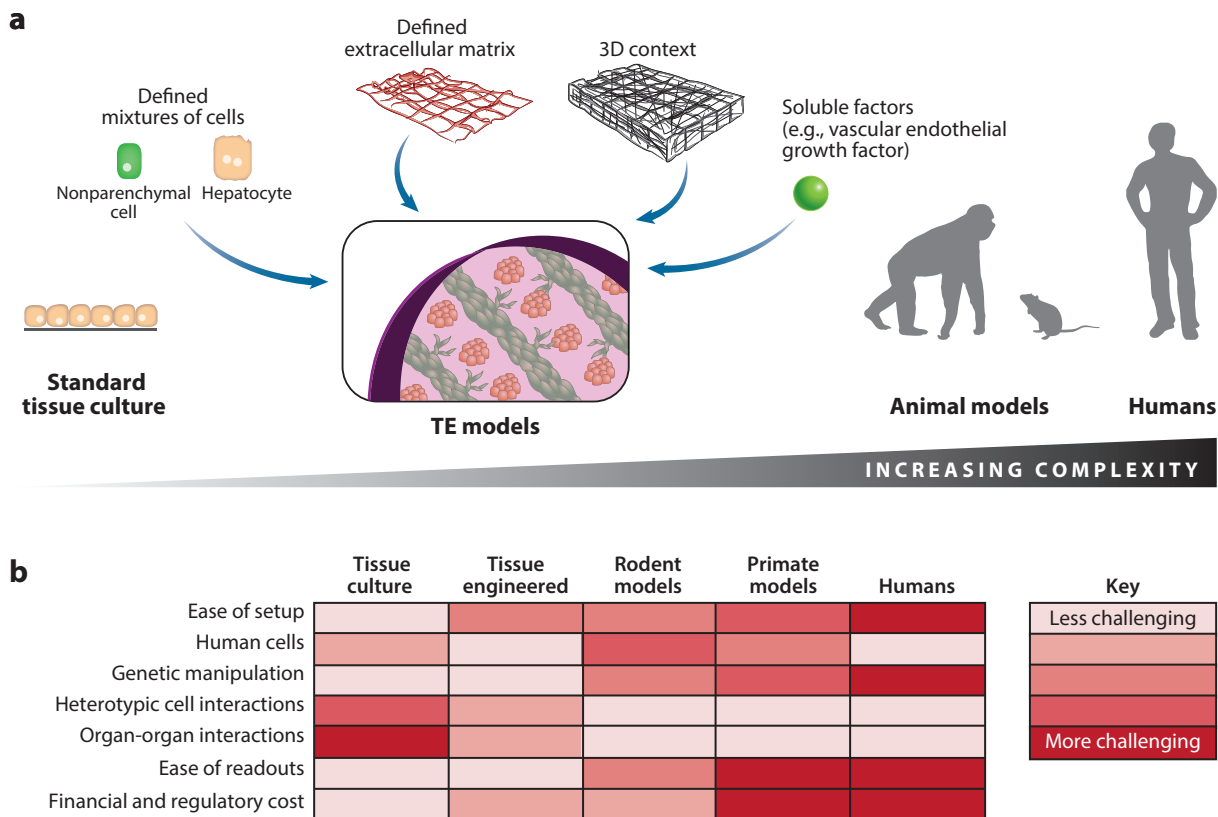 a
Defined
extracellular matrix
3D context
Defined
mixtures of cells
Soluble factors
(e.g., vascular endothelial
growth factor)
Nonparenchymal
cell
Hepatocyte
Standard
tissue culture
TE models
Animal models
Humans
INCREASING COMPLEXITY
b
Tissue
culture
Tissue
engineered
Rodent
models
Primate
models
Humans
Key
Ease of setup
Human cells
Genetic manipulation
Heterotypic cell interactions
Organ-organ interactions
Ease of readouts
Financial and regulatory cost
Less challenging
More challenging